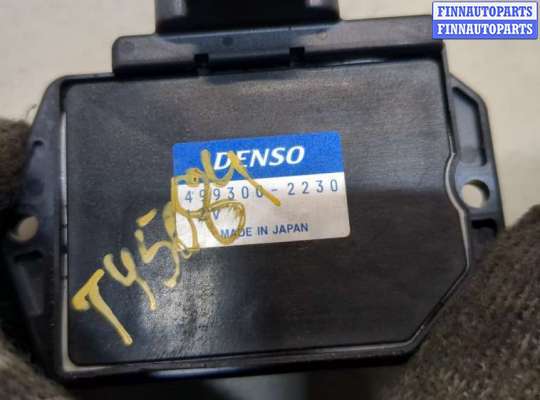 FINNAUTOPARTS
FINNAUTOPARTS
DENSO
499300-2230
MADE IN JAPAN